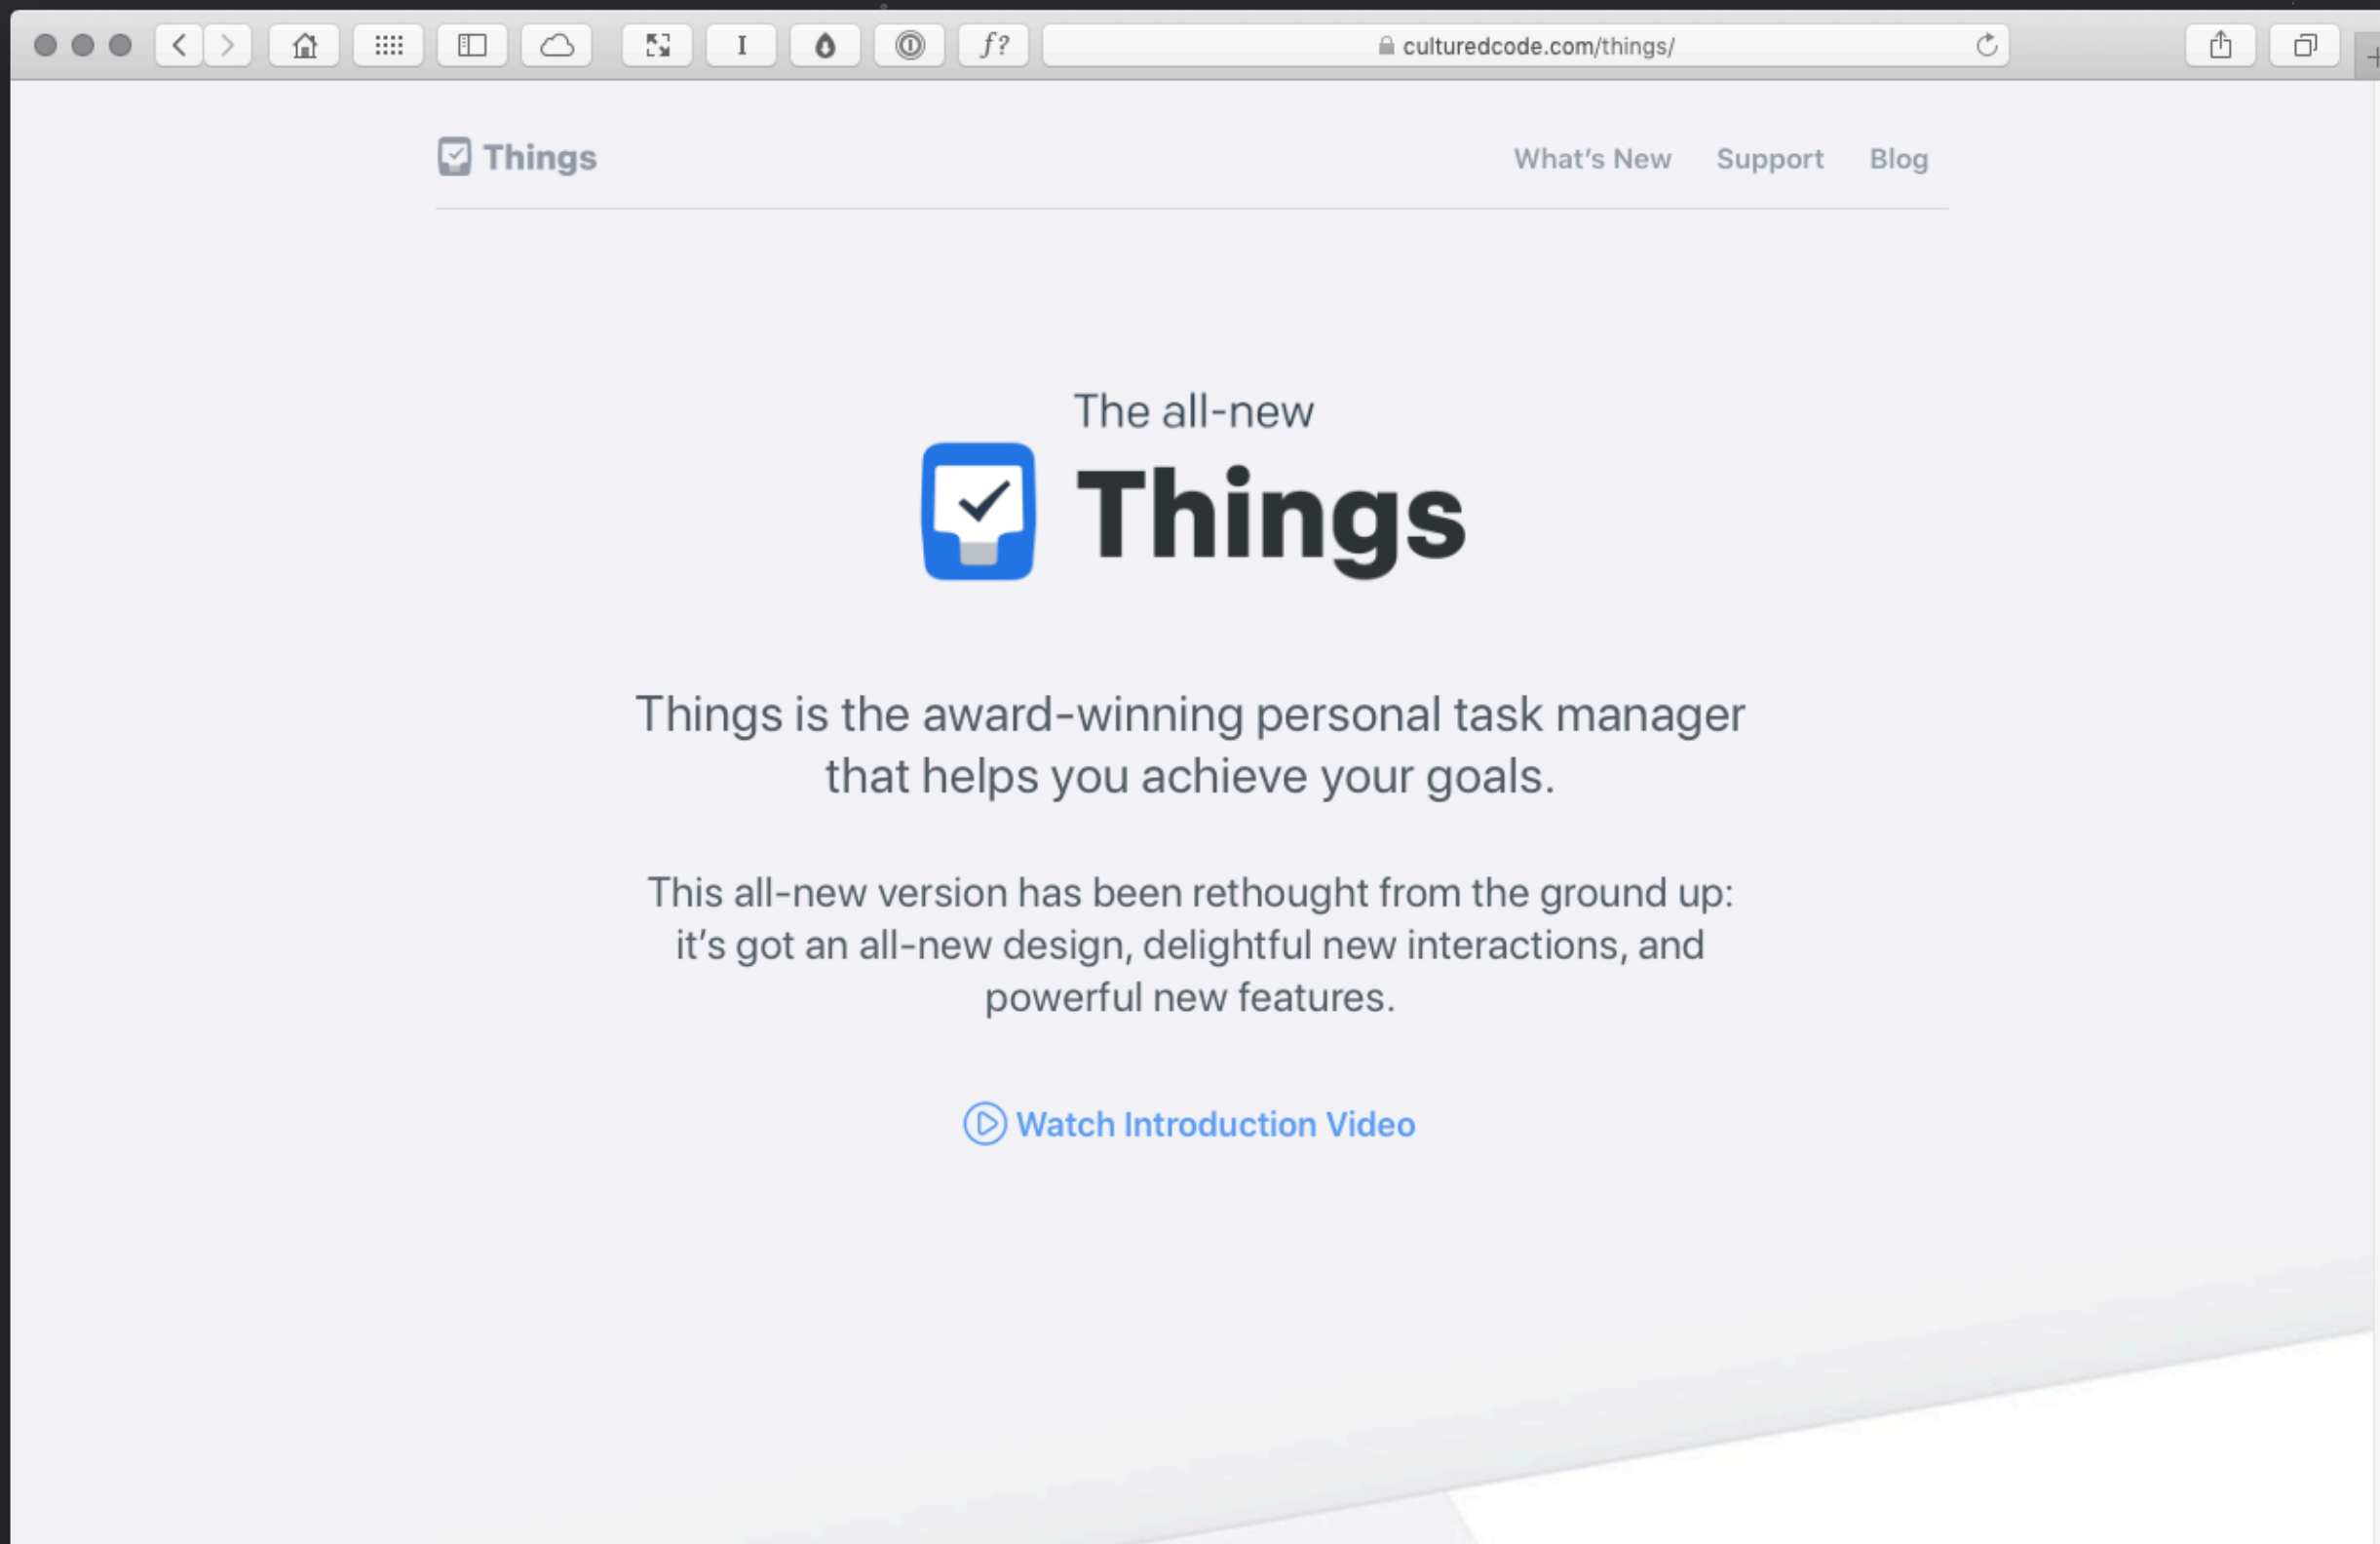 culturedcode.com/things/
Things
What's New Support Blog
The all-new
Things
Things is the award-winning personal task manager
that helps you achieve your goals.
This all-new version has been rethought from the ground up:
it's got an all-new design, delightful new interactions, and
powerful new features.
Watch Introduction Video